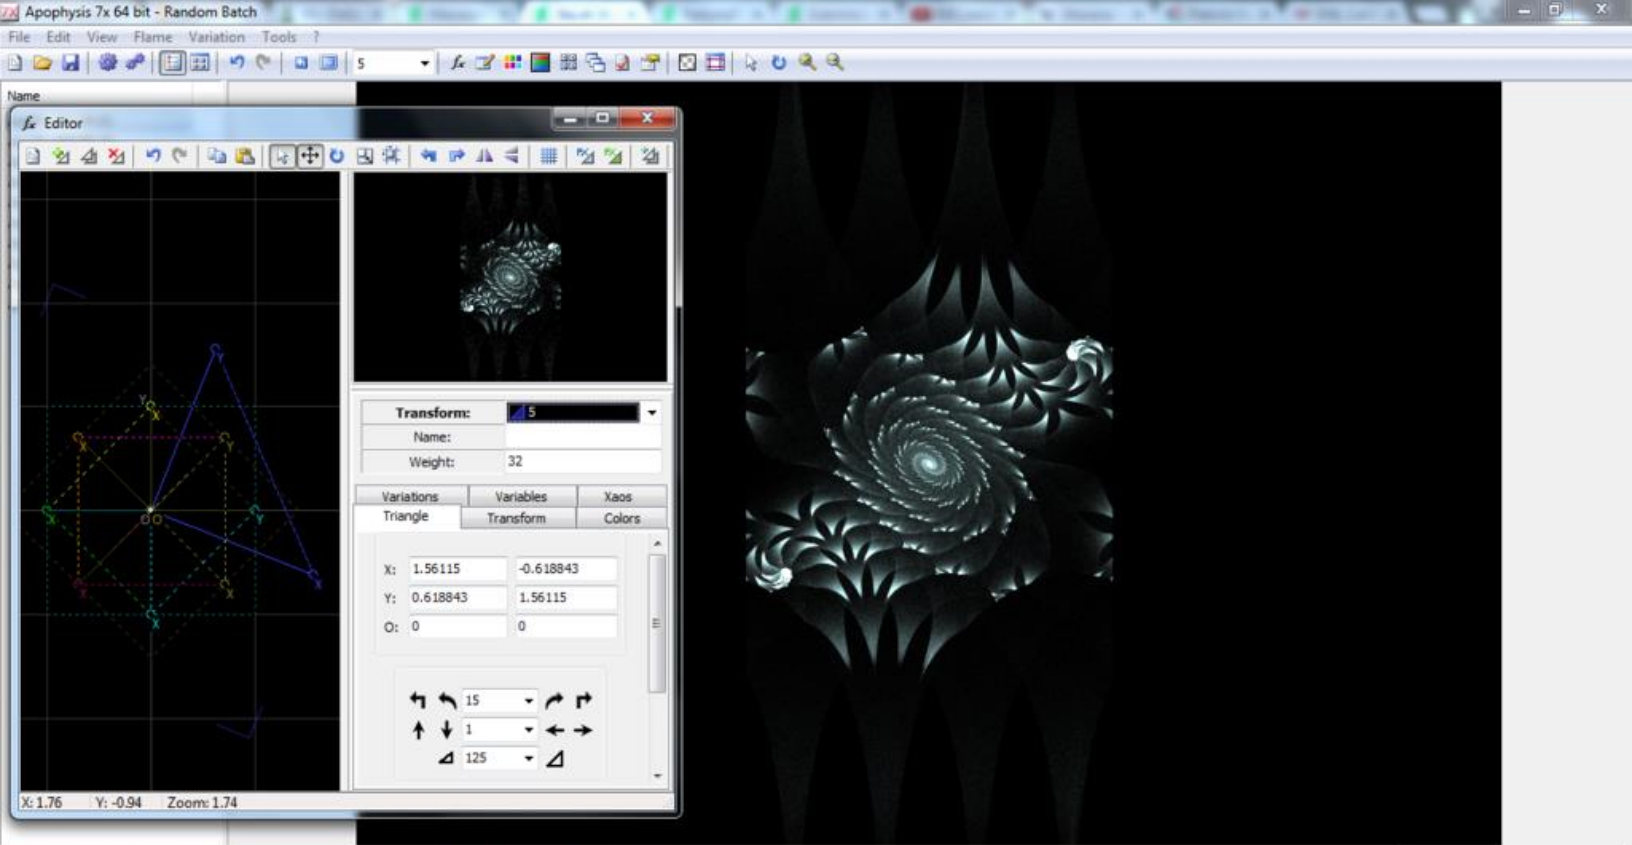 Apophysis 7x 64 bit - Random Batch
File Edit View Flame Variation Tools ?
5
Name
Editor
Transform: 5
Name:
Weight: 32
Variations Variables Xaos
Triangle Transform Colors
X: 1.56115 -0.618843
Y: 0.618843 1.56115
O: 0 0
15
1
125
X: 1.76 Y: -0.94 Zoom: 1.74